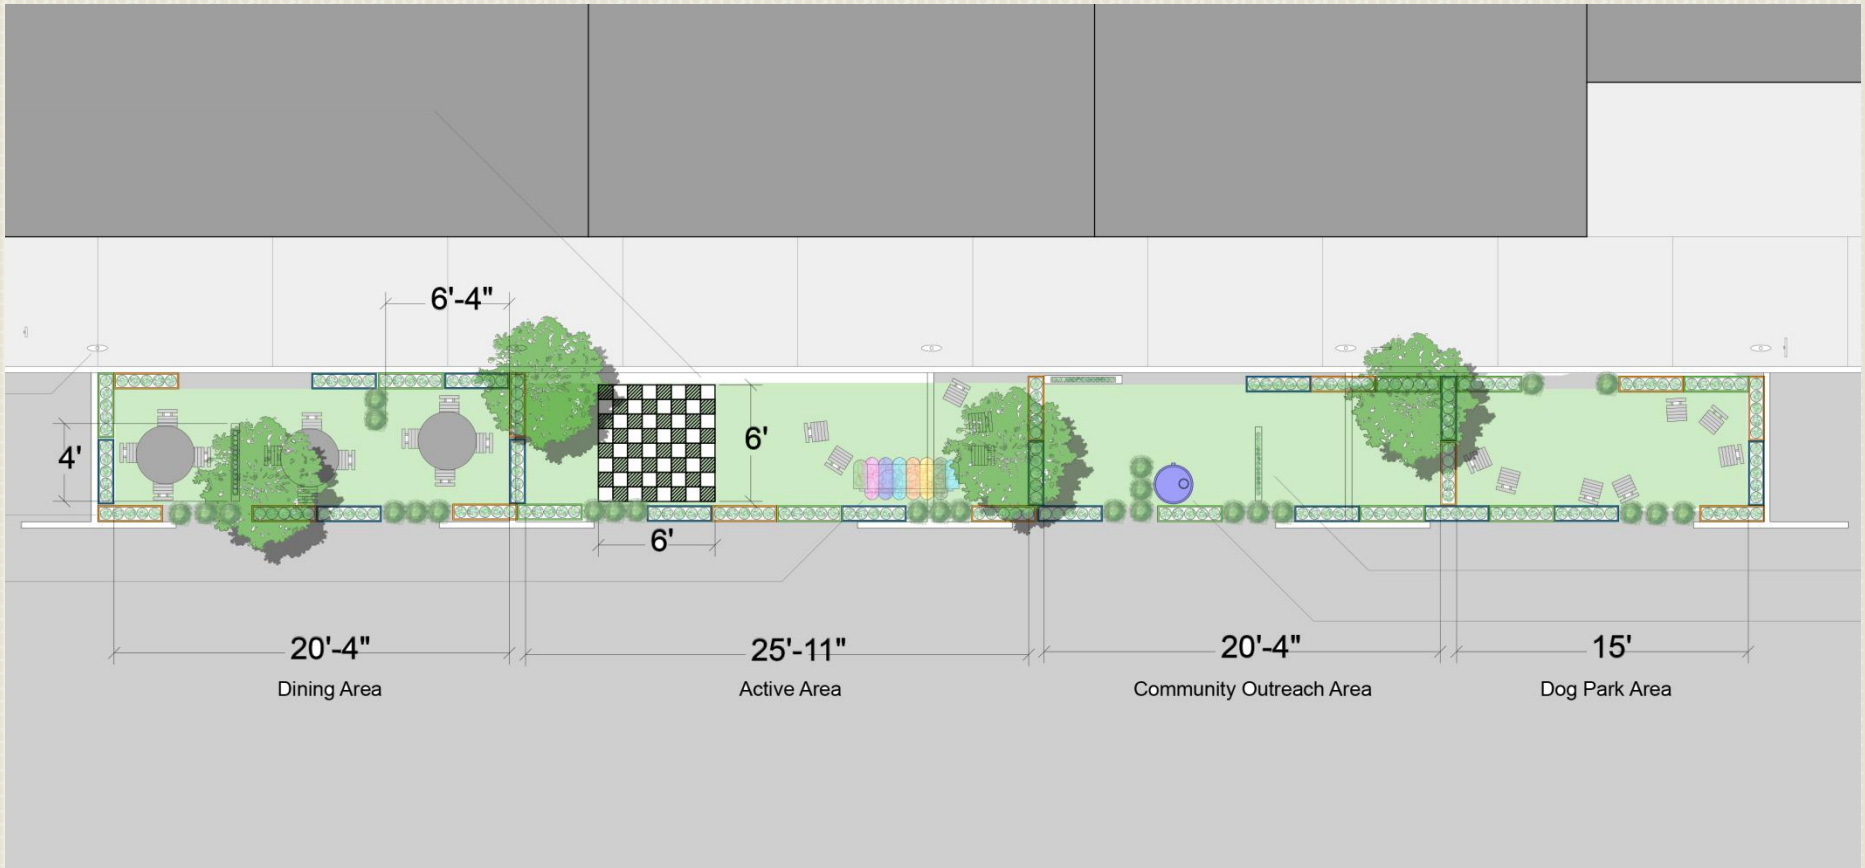 6'-4"
4'
6'
6'
20'-4"
25'-11"
20'-4"
15'
Dining Area
Active Area
Community Outreach Area
Dog Park Area